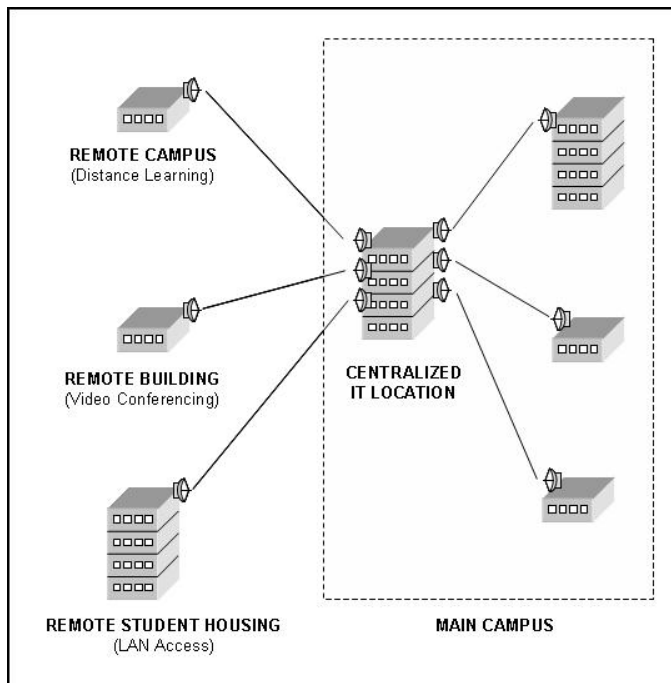 REMOTE CAMPUS
(Distance Learning)
REMOTE BUILDING
(Video Conferencing)
CENTRALIZED
IT LOCATION
REMOTE STUDENT HOUSING
(LAN Access)
MAIN CAMPUS